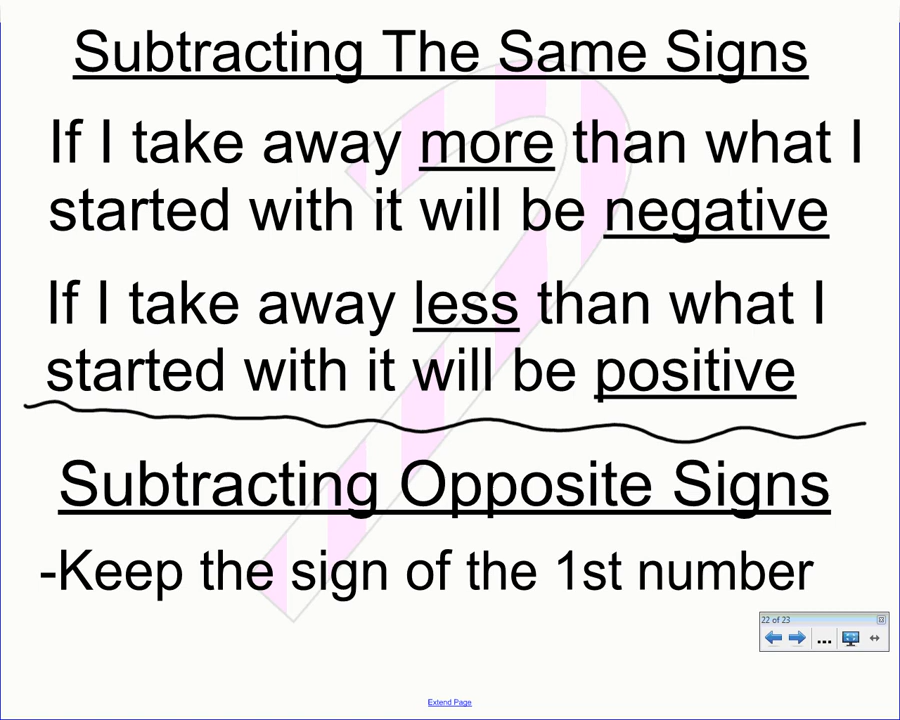 Subtracting The Same Signs
If I take away more than what I
started with it will be negative
If I take away less than what I
started with it will be positive
Subtracting Opposite Signs
-Keep the sign of the 1st number
22 of 23
...
Extend Page